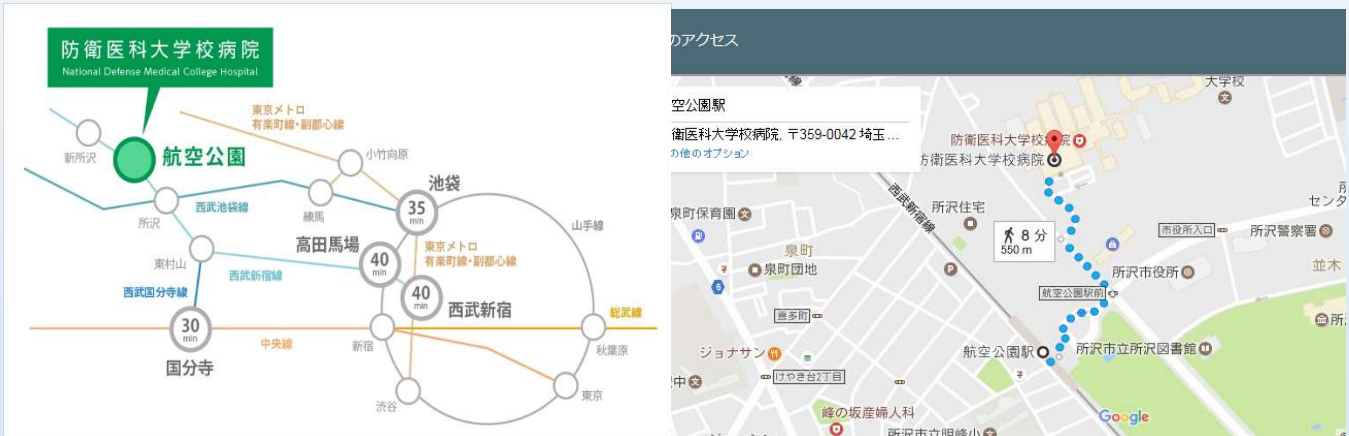 防衛医科大学校病院
National Defense Medical College Hospital
東京メトロ
有楽町線・副都心線
新所沢
航空公園
小竹向原
所沢
西武池袋線
練馬
池袋
35
min
山手線
高田馬場
40
min
東京メトロ
有楽町線・副都心線
東村山
西武新宿線
40
min
西武新宿
西武国分寺線
30
min
国分寺
中央線
新宿
総武線
秋葉原
渋谷
東京
のアクセス
空公園駅
衛医科大学校病院, 〒359-0042 埼玉...
の他のオプション
大学校
防衛医科大学校病院
防衛医科大学校病院
西武新宿線
泉町保育園
所沢住宅
8 分
550 m
市役所入口
センタ
所沢警察署
泉町
泉町団地
P
所沢市役所
並木
6
航空公園駅前
喜多町
ジョナサン
航空公園駅
所沢市立所沢図書館
所
中
けやき台2丁目
峰の坂産婦人科
Google
所沢市立明峰小